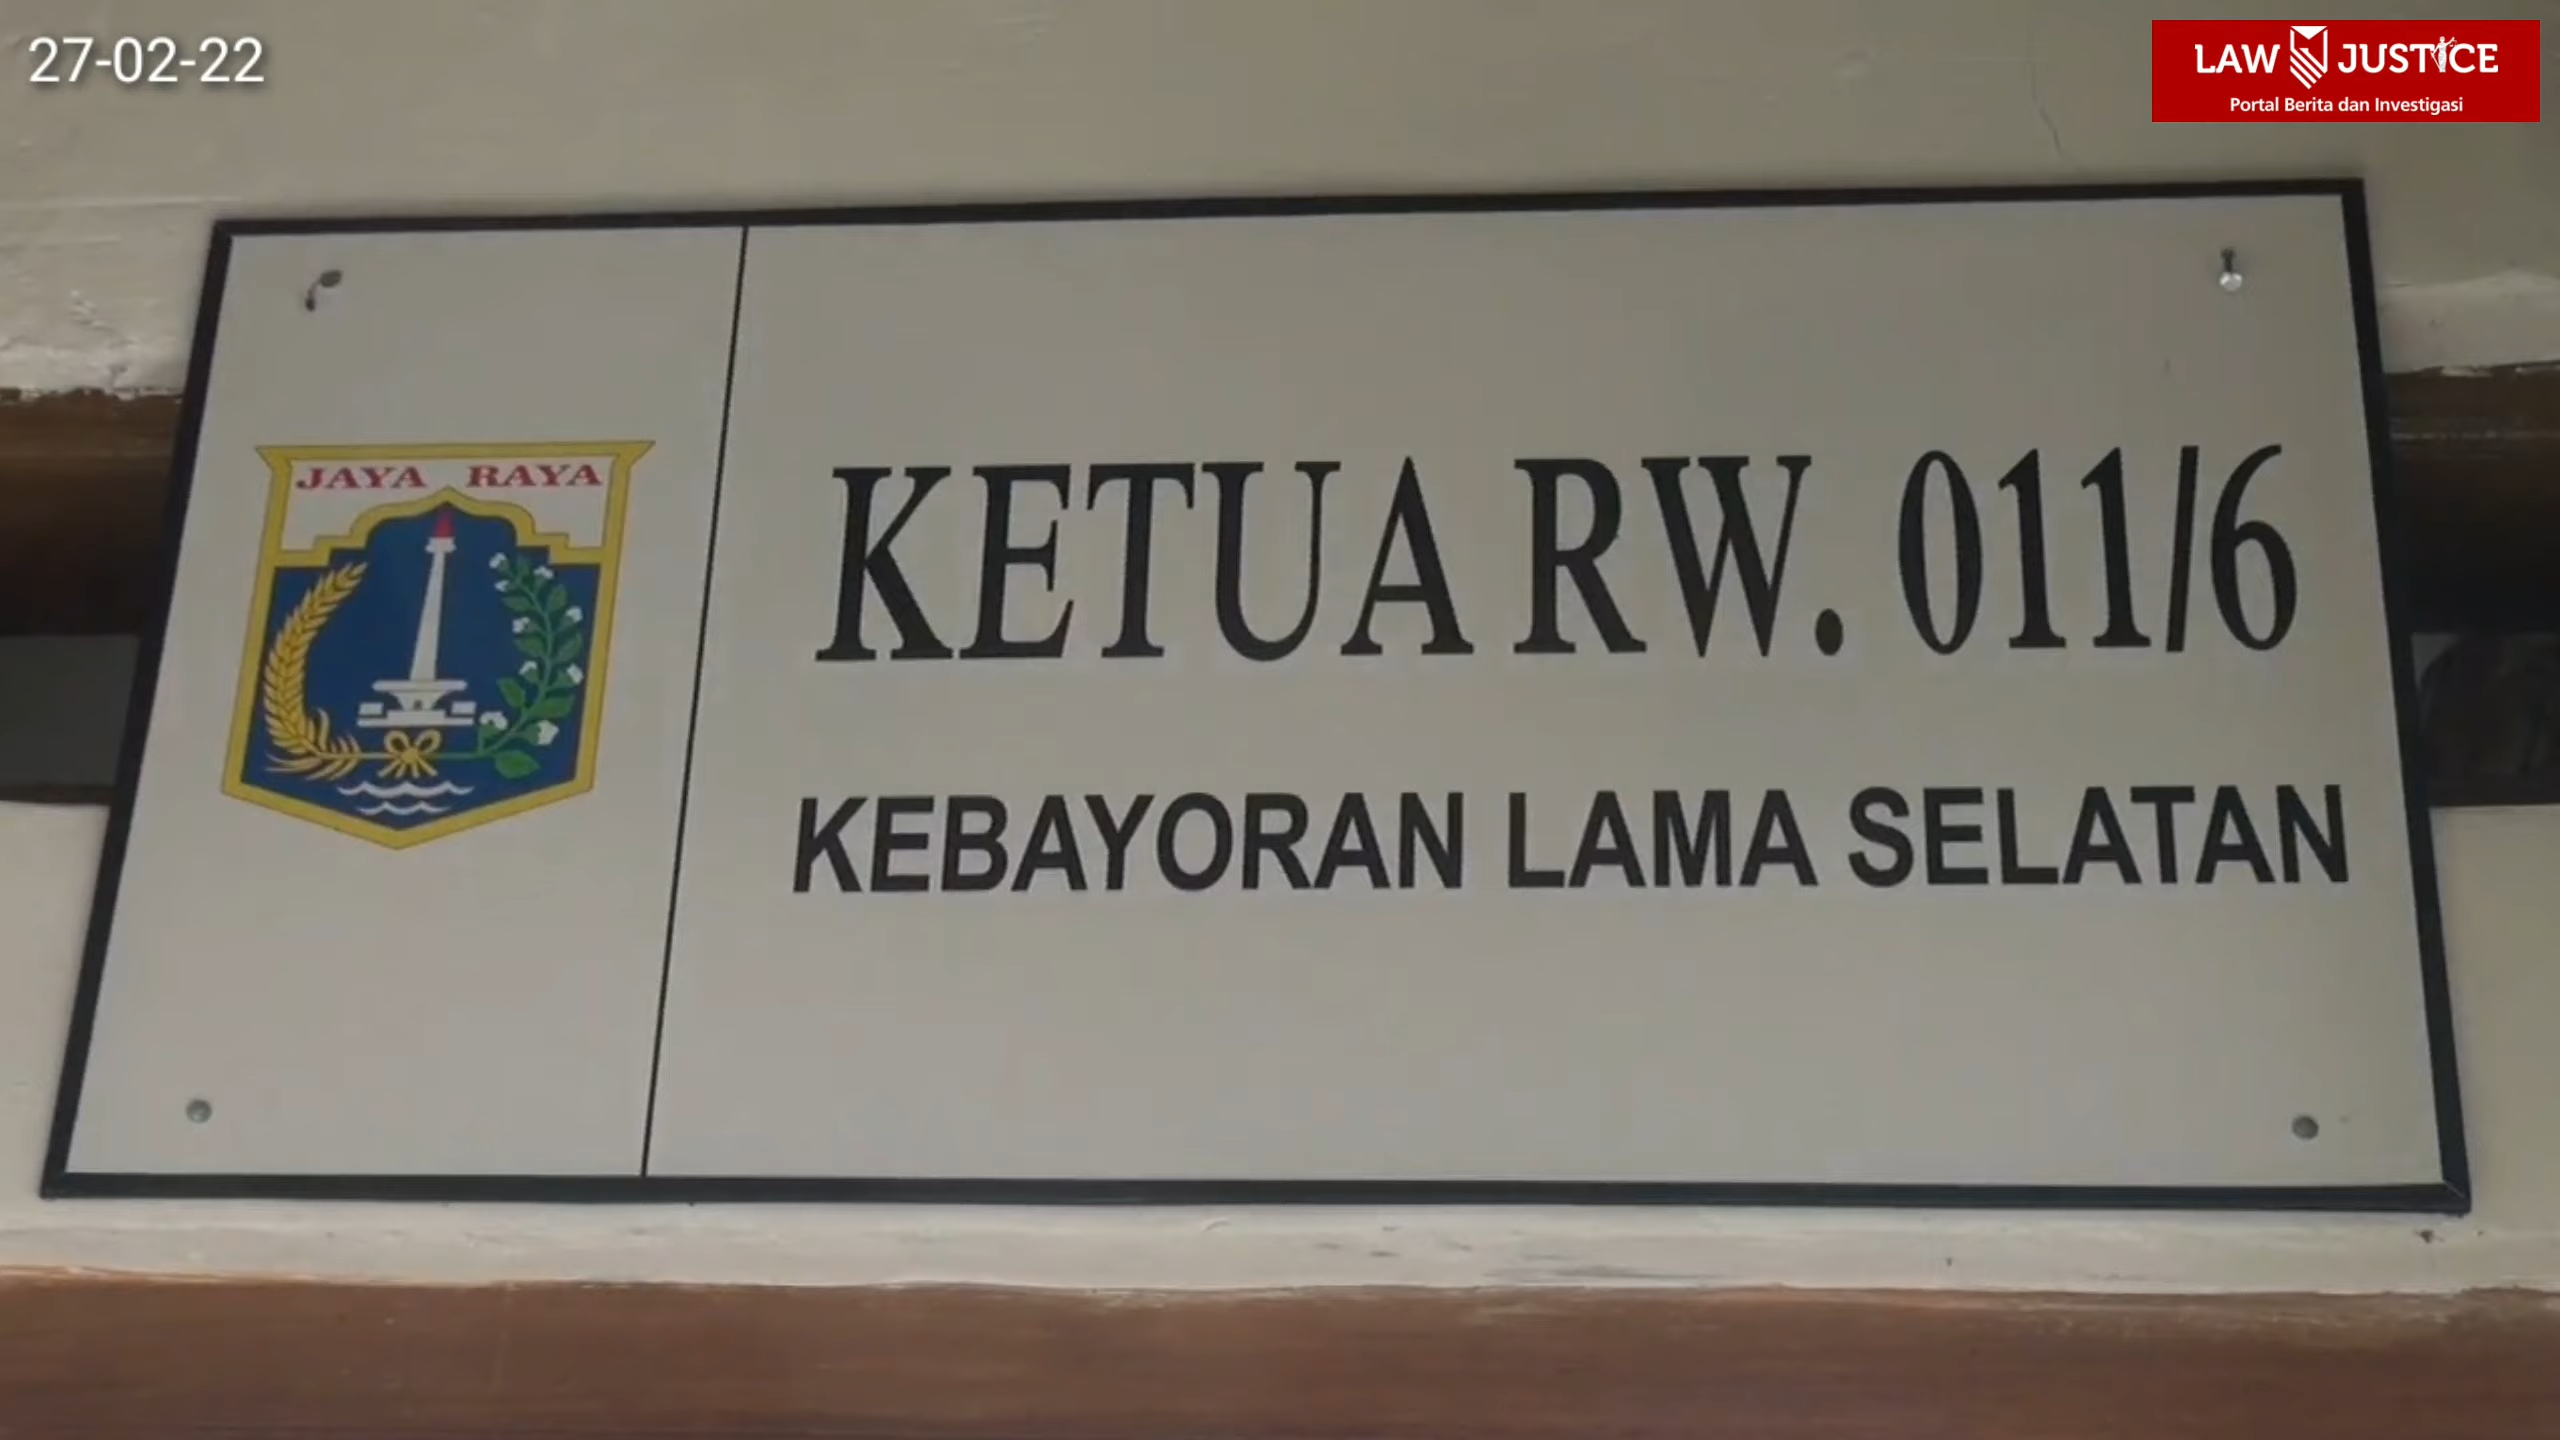 27-02-22
LAW JUSTICE
Portal Berita dan Investigasi
JAYA RAYA
KETUA RW. 011/6
KEBAYORAN LAMA SELATAN